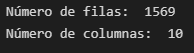 Número de filas:  1569
Número de columnas:  10